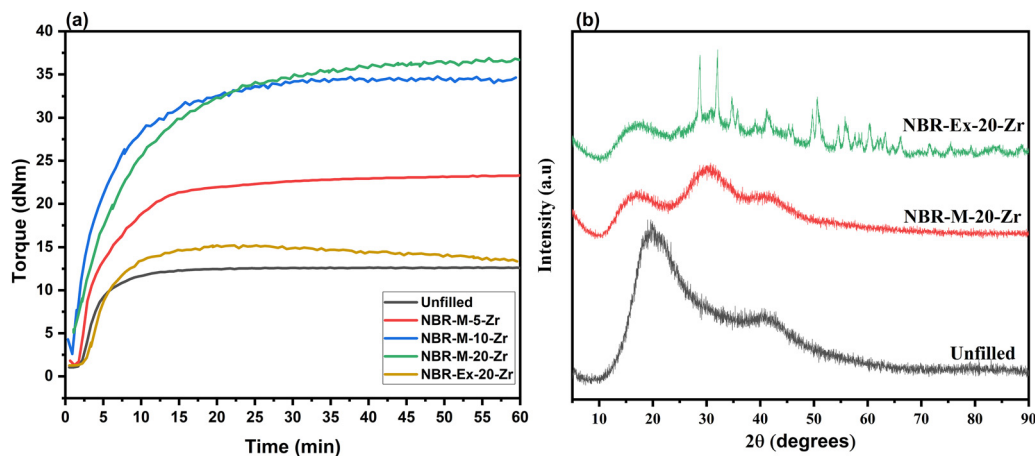 (a)
40
35
30
25
20
15
10
5
0
Torque (dNm)
Unfilled
NBR-M-5-Zr
NBR-M-10-Zr
NBR-M-20-Zr
NBR-Ex-20-Zr
0 5 10 15 20 25 30 35 40 45 50 55 60
Time (min)
(b)
Intensity (a.u)
NBR-Ex-20-Zr
NBR-M-20-Zr
Unfilled
10 20 30 40 50 60 70 80 90
2θ (degrees)